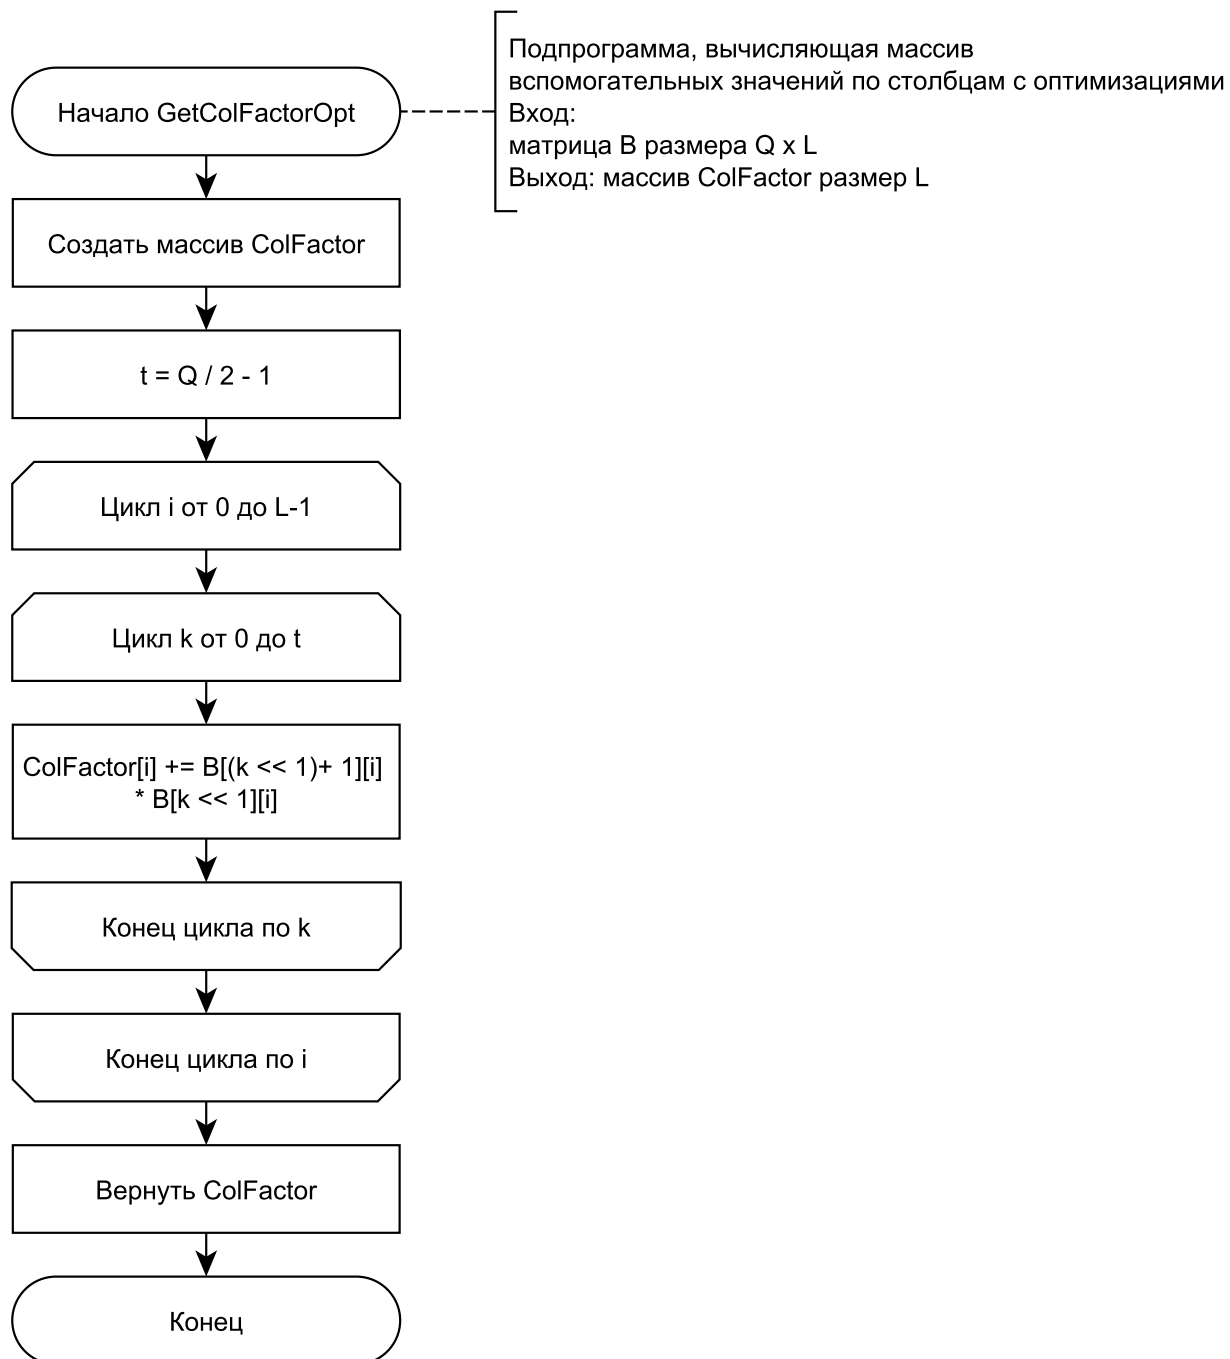 Начало GetColFactorOpt
Подпрограмма, вычисляющая массив
вспомогательных значений по столбцам с оптимизациями
Вход:
матрица B размера Q x L
Выход: массив ColFactor размер L
Создать массив ColFactor
t = Q / 2 - 1
Цикл i от 0 до L-1
Цикл k от 0 до t
ColFactor[i] += B[(k << 1)+ 1][i]
* B[k << 1][i]
Конец цикла по k
Конец цикла по i
Вернуть ColFactor
Конец